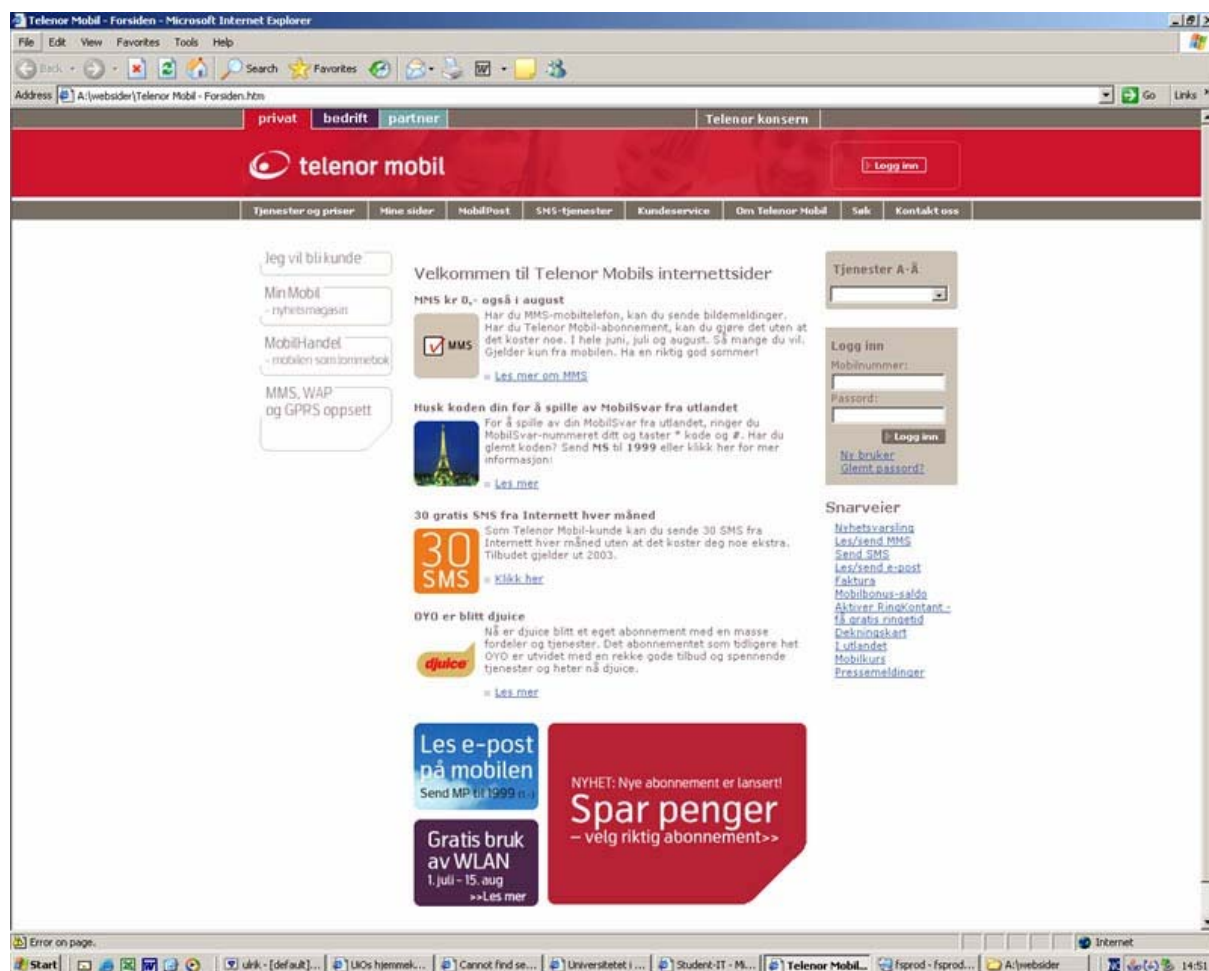 Telenor Mobil - Forsiden - Microsoft Internet Explorer
File Edit View Favorites Tools Help
Back Search Favorites
Address A:\websider\Telenor Mobil - Forsiden.htm Go Links
privat bedrift partner Telenor konsern
telenor mobil Logg inn
Tjenester og priser Mine sider MobilPost SMS-tjenester Kundeservice Om Telenor Mobil Søk Kontakt oss
Jeg vil bli kunde
Min Mobil
- nyhetsmagasin
MobilHandel
- mobilen som lommebok
MMS, WAP
og GPRS oppsett
Velkommen til Telenor Mobils internettsider
MMS kr 0,- også i august
MMS
Har du MMS-mobiltelefon, kan du sende bildemeldinger.
Har du Telenor Mobil-abonnement, kan du gjøre det uten at
det koster noe. I hele juni, juli og august. Så mange du vil.
Gjelder kun fra mobilen. Ha en riktig god sommer!
Les mer om MMS
Husk koden din for å spille av MobilSvar fra utlandet
For å spille av din MobilSvar fra utlandet, ringer du
MobilSvar-nummeret ditt og taster * kode og #. Har du
glemt koden? Send MS til 1999 eller klikk her for mer
informasjon:
Les mer
30 gratis SMS fra Internett hver måned
30
SMS
Som Telenor Mobil-kunde kan du sende 30 SMS fra
Internett hver måned uten at det koster deg noe ekstra.
Tilbudet gjelder ut 2003.
Klikk her
OYO er blitt djuice
djuice
Nå er djuice blitt et eget abonnement med en masse
fordeler og tjenester. Det abonnementet som tidligere het
OYO er utvidet med en rekke gode tilbud og spennende
tjenester og heter nå djuice.
Les mer
Les e-post
på mobilen
Send MP til 1999
Gratis bruk
av WLAN
1. juli - 15. aug
>>Les mer
NYHET: Nye abonnement er lansert!
Spar penger
– velg riktig abonnement>>
Tjenester A-Å
Logg inn
Mobilnummer:
Passord:
Logg inn
Ny bruker
Glemt passord?
Snarveier
Nyhetsvarsling
Les/send MMS
Send SMS
Les/send e-post
Faktura
Mobilbonus-saldo
Aktiver RingKontant -
få gratis ringetid
Dekningskart
I utlandet
Mobilkurs
Pressemeldinger
Error on page. Internet
Start ulrik - [default]... UiOs hjemmek... Cannot find se... Universitetet i ... Student-IT - M... Telenor Mobil... fsprod - fsprod... A:\websider 14:51